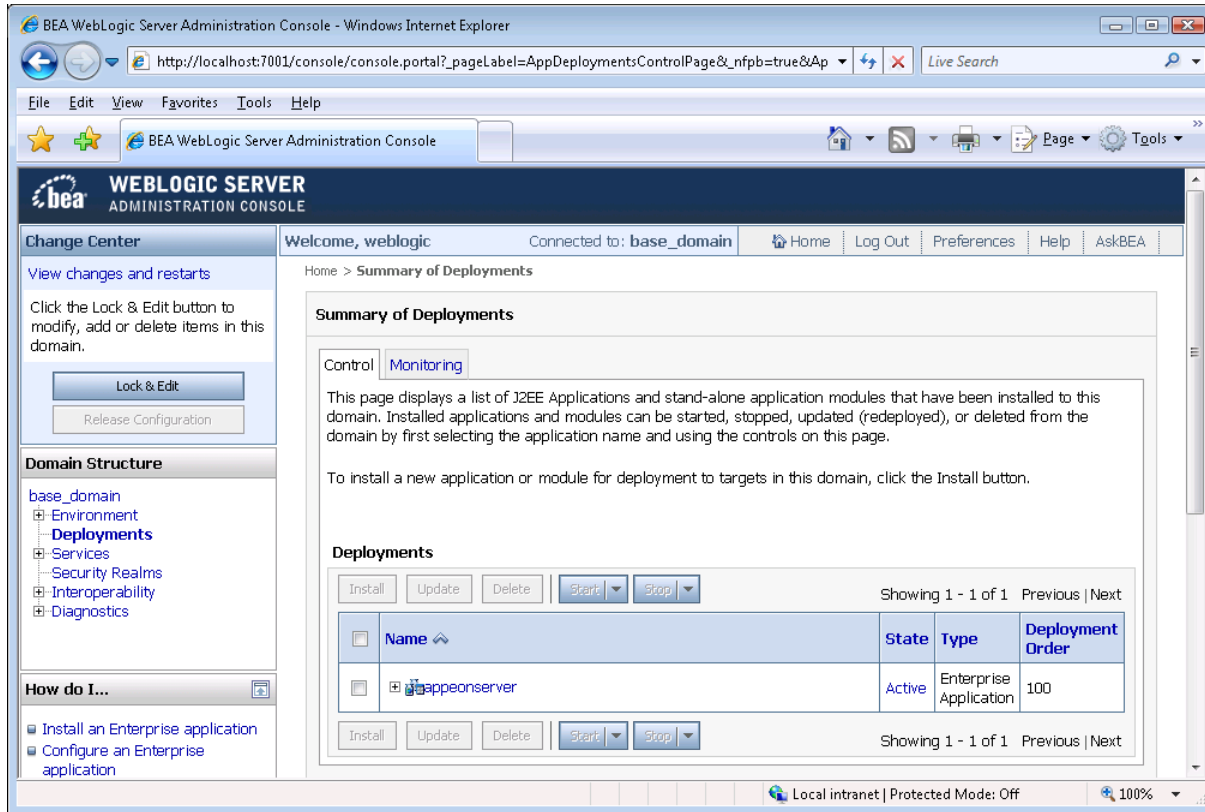 BEA WebLogic Server Administration Console - Windows Internet Explorer
http://localhost:7001/console/console.portal?_pageLabel=AppDeploymentsControlPage&_nfpb=true&Ap
Live Search
File Edit View Favorites Tools Help
BEA WebLogic Server Administration Console
Page Tools
bea
WEBLOGIC SERVER
ADMINISTRATION CONSOLE
Change Center
View changes and restarts
Click the Lock & Edit button to
modify, add or delete items in this
domain.
Lock & Edit
Release Configuration
Domain Structure
base_domain
Environment
Deployments
Services
Security Realms
Interoperability
Diagnostics
How do I...
Install an Enterprise application
Configure an Enterprise
application
Welcome, weblogic
Connected to: base_domain
Home Log Out Preferences Help AskBEA
Home > Summary of Deployments
Summary of Deployments
Control Monitoring
This page displays a list of J2EE Applications and stand-alone application modules that have been installed to this
domain. Installed applications and modules can be started, stopped, updated (redeployed), or deleted from the
domain by first selecting the application name and using the controls on this page.
To install a new application or module for deployment to targets in this domain, click the Install button.
Deployments
Install Update Delete Start Stop
Showing 1 - 1 of 1 Previous | Next
Name State Type Deployment
Order
appeonserver Active Enterprise
Application 100
Install Update Delete Start Stop
Showing 1 - 1 of 1 Previous | Next
Local intranet | Protected Mode: Off
100%